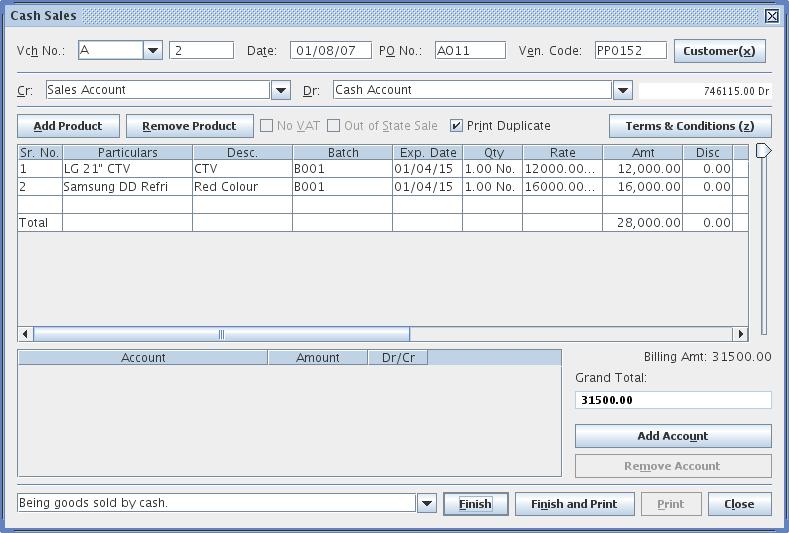 Cash Sales
Vch No.: A 2 Date: 01/08/07 PO No.: AO11 Ven. Code: PP0152 Customer(x)
Cr: Sales Account Dr: Cash Account 746115.00 Dr
Add Product Remove Product No VAT Out of State Sale Print Duplicate Terms & Conditions (z)
Sr. No. Particulars Desc. Batch Exp. Date Qty Rate Amt Disc
1 LG 21" CTV CTV B001 01/04/15 1.00 No. 12000.00... 12,000.00 0.00
2 Samsung DD Refri Red Colour B001 01/04/15 1.00 No. 16000.00... 16,000.00 0.00
Total 28,000.00 0.00
Account Amount Dr/Cr
Billing Amt: 31500.00
Grand Total:
31500.00
Add Account
Remove Account
Being goods sold by cash. Finish Finish and Print Print Close